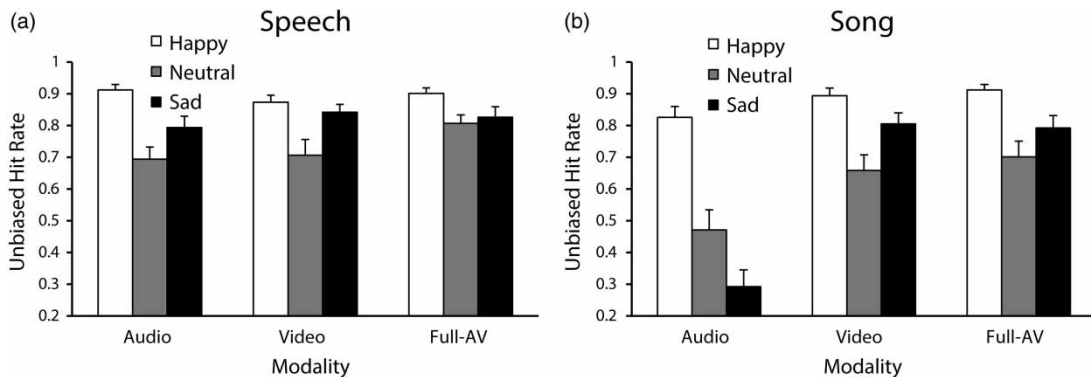 (a)
Speech
Happy
Neutral
Sad
Unbiased Hit Rate
1
0.9
0.8
0.7
0.6
0.5
0.4
0.3
0.2
Audio
Video
Full-AV
Modality
(b)
Song
Happy
Neutral
Sad
Unbiased Hit Rate
1
0.9
0.8
0.7
0.6
0.5
0.4
0.3
0.2
Audio
Video
Full-AV
Modality